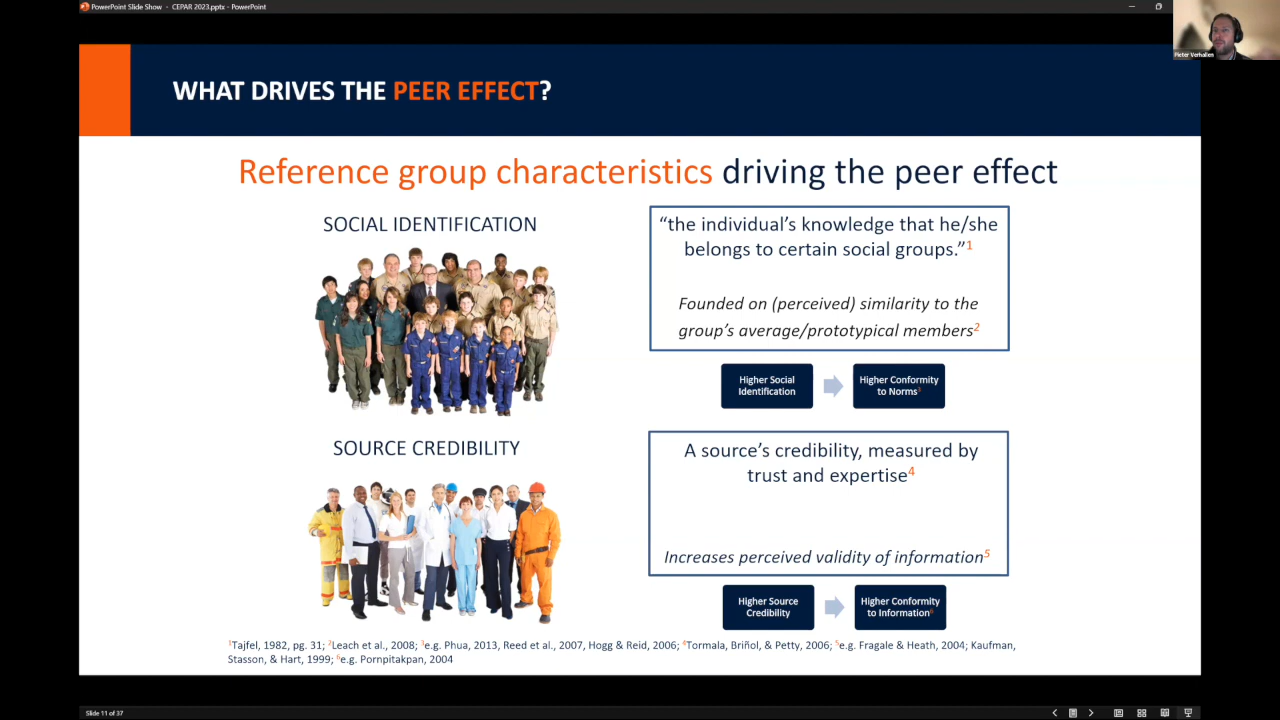 PowerPoint Slide Show - CEPAR 2023.pptx - PowerPoint
Pieter Verhallen
WHAT DRIVES THE PEER EFFECT?
Reference group characteristics driving the peer effect
SOCIAL IDENTIFICATION
“the individual’s knowledge that he/she
belongs to certain social groups.”1
Founded on (perceived) similarity to the
group’s average/prototypical members2
Higher Social
Identification
Higher Conformity
to Norms3
SOURCE CREDIBILITY
A source’s credibility, measured by
trust and expertise4
Increases perceived validity of information5
Higher Source
Credibility
Higher Conformity
to Information6
1Tajfel, 1982, pg. 31; 2Leach et al., 2008; 3e.g. Phua, 2013, Reed et al., 2007, Hogg & Reid, 2006; 4Tormala, Briñol, & Petty, 2006; 5e.g. Fragale & Heath, 2004; Kaufman,
Stasson, & Hart, 1999; 6e.g. Pornpitakpan, 2004
Slide 11 of 37